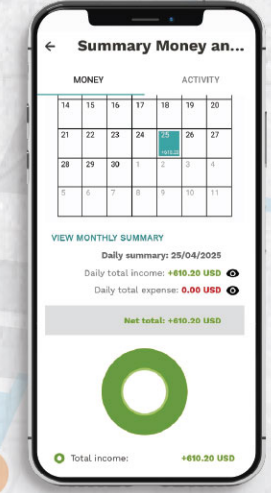 Summary Money an...
MONEY ACTIVITY
14 15 16 17 18 19 20
21 22 23 24 25 26 27
+610.20
28 29 30 1 2 3 4
5 6 7 8 9 10 11
VIEW MONTHLY SUMMARY
Daily summary: 25/04/2025
Daily total income: +610.20 USD
Daily total expense: 0.00 USD
Net total: +610.20 USD
Total income: +610.20 USD